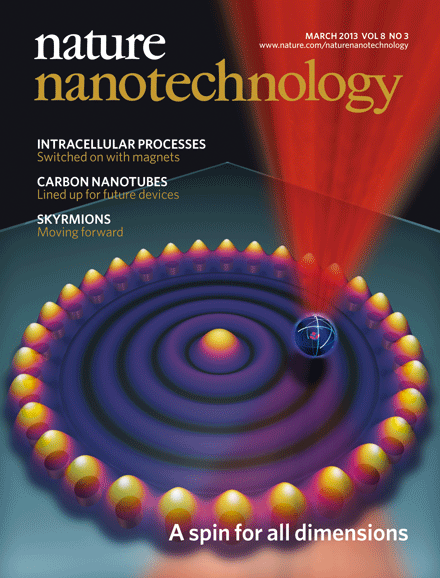 nature
MARCH 2013 VOL 8 NO 3
www.nature.com/naturenanotechnology
nanotechnology
INTRACELLULAR PROCESSES
Switched on with magnets
CARBON NANOTUBES
Lined up for future devices
SKYRMIONS
Moving forward
A spin for all dimensions